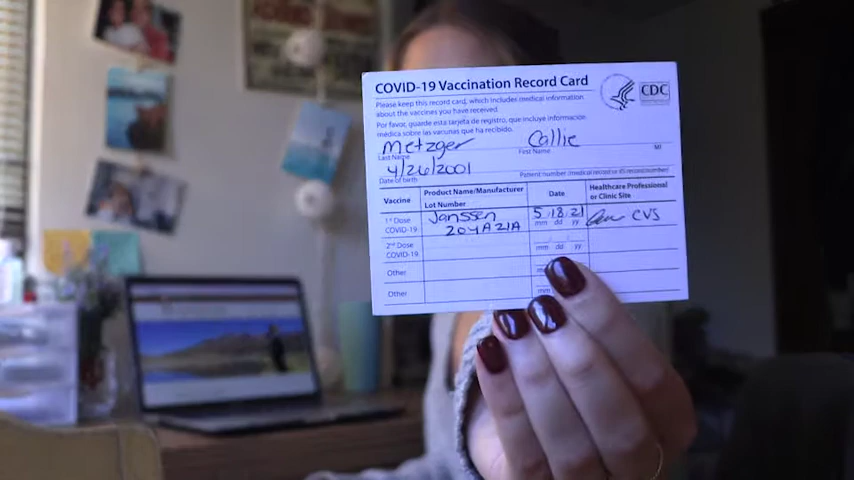 COVID-19 Vaccination Record Card
CDC
Please keep this record card, which includes medical information
about the vaccines you have received.
Por favor, guarde esta tarjeta de registro, que incluye información
médica sobre las vacunas que ha recibido.
Metzger Callie
Last Name First Name MI
4/26/2001
Date of birth Patient number (medical record or IIS record number)
Vaccine Product Name/Manufacturer Date Healthcare Professional
Lot Number or Clinic Site
1st Dose Janssen 5 18 21 CVS
COVID-19 204A21A mm dd yy
2nd Dose
COVID-19 mm dd yy
Other
Other mm